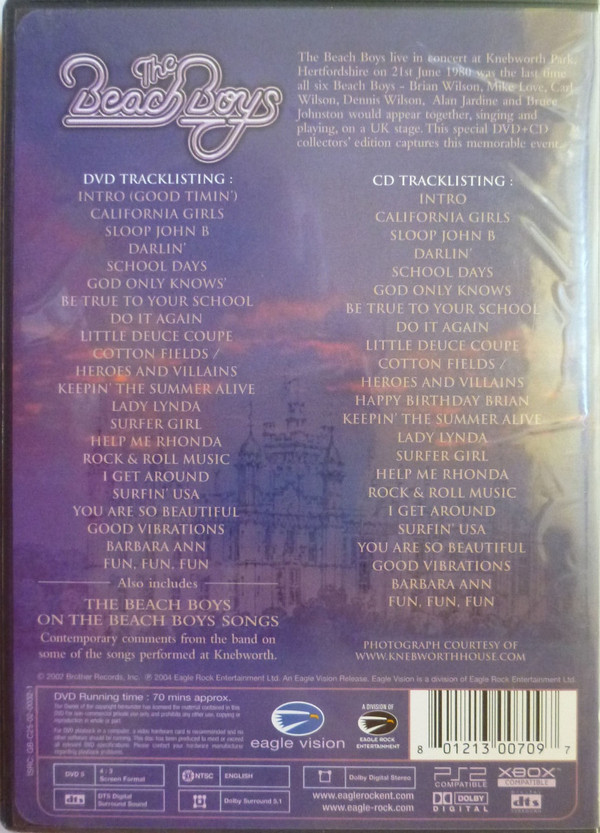 The
Beach Boys
The Beach Boys live in concert at Knebworth Park,
Hertfordshire on 21st June 1980 was the last time
all six Beach Boys - Brian Wilson, Mike Love, Carl
Wilson, Dennis Wilson, Alan Jardine and Bruce
Johnston would appear together, singing and
playing, on a UK stage. This special DVD+CD
collectors' edition captures this memorable event.
DVD TRACKLISTING :
INTRO (GOOD TIMIN')
CALIFORNIA GIRLS
SLOOP JOHN B
DARLIN'
SCHOOL DAYS
GOD ONLY KNOWS'
BE TRUE TO YOUR SCHOOL
DO IT AGAIN
LITTLE DEUCE COUPE
COTTON FIELDS /
HEROES AND VILLAINS
KEEPIN' THE SUMMER ALIVE
LADY LYNDA
SURFER GIRL
HELP ME RHONDA
ROCK & ROLL MUSIC
I GET AROUND
SURFIN' USA
YOU ARE SO BEAUTIFUL
GOOD VIBRATIONS
BARBARA ANN
FUN, FUN, FUN
Also includes
THE BEACH BOYS
ON THE BEACH BOYS SONGS
Contemporary comments from the band on
some of the songs performed at Knebworth.
CD TRACKLISTING :
INTRO
CALIFORNIA GIRLS
SLOOP JOHN B
DARLIN'
SCHOOL DAYS
GOD ONLY KNOWS
BE TRUE TO YOUR SCHOOL
DO IT AGAIN
LITTLE DEUCE COUPE
COTTON FIELDS /
HEROES AND VILLAINS
HAPPY BIRTHDAY BRIAN
KEEPIN' THE SUMMER ALIVE
LADY LYNDA
SURFER GIRL
HELP ME RHONDA
ROCK & ROLL MUSIC
I GET AROUND
SURFIN' USA
YOU ARE SO BEAUTIFUL
GOOD VIBRATIONS
BARBARA ANN
FUN, FUN, FUN
PHOTOGRAPH COURTESY OF
WWW.KNEBWORTHHOUSE.COM
© 2002 Brother Records, Inc. ℗ 2004 Eagle Rock Entertainment Ltd. An Eagle Vision Release. Eagle Vision is a division of Eagle Rock Entertainment Ltd.
DVD Running time : 70 mins approx.
eagle vision
A DIVISION OF
EAGLE ROCK
ENTERTAINMENT
8 01213 00709 7
DVD 5
4 : 3
Screen Format
NTSC
ENGLISH
Dolby Digital Stereo
dts
DTS Digital
Surround Sound
Dolby Surround 5.1
www.eaglerockent.com
www.eagle-rock.com
PS2
COMPATIBLE
XBOX
COMPATIBLE
DOLBY
DIGITAL
dts